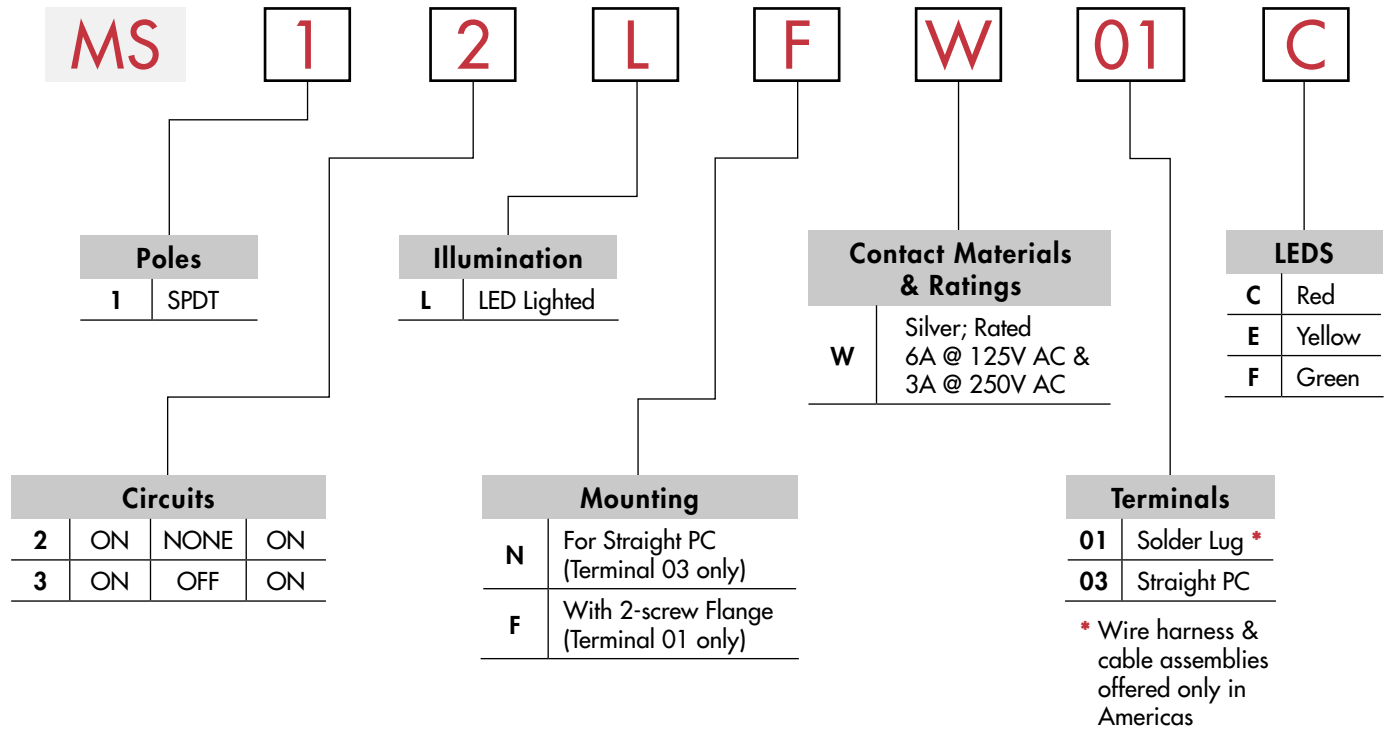 MS 1 2 L F W 01 C
Poles
1 SPDT
Illumination
L LED Lighted
Contact Materials
& Ratings
W Silver; Rated
6A @ 125V AC &
3A @ 250V AC
LEDS
C Red
E Yellow
F Green
Circuits
2 ON NONE ON
3 ON OFF ON
Mounting
N For Straight PC
(Terminal 03 only)
F With 2-screw Flange
(Terminal 01 only)
Terminals
01 Solder Lug *
03 Straight PC
* Wire harness &
cable assemblies
offered only in
Americas